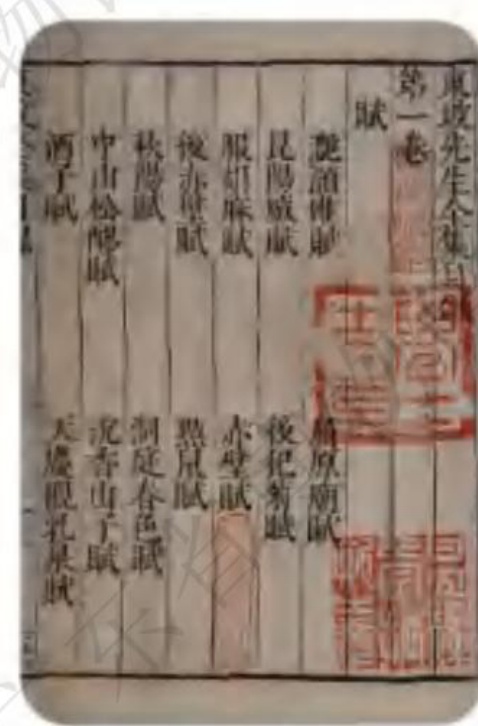 東坡先生全集目
第一卷
賦
灧澦堆賦 屈原廟賦
昆陽城賦 後杞菊賦
服胡麻賦 赤壁賦
後赤壁賦 黠鼠賦
秋陽賦 洞庭春色賦
中山松醪賦 沉香山子賦
酒子賦 天慶觀乳泉賦